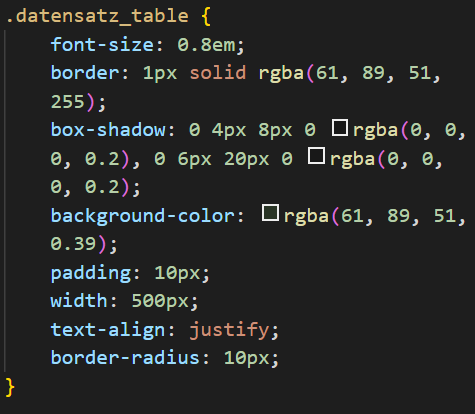 .datensatz_table {
font-size: 0.8em;
border: 1px solid rgba(61, 89, 51,
255);
box-shadow: 0 4px 8px 0 rgba(0, 0,
0, 0.2), 0 6px 20px 0 rgba(0, 0,
0, 0.2);
background-color: rgba(61, 89, 51,
0.39);
padding: 10px;
width: 500px;
text-align: justify;
border-radius: 10px;
}